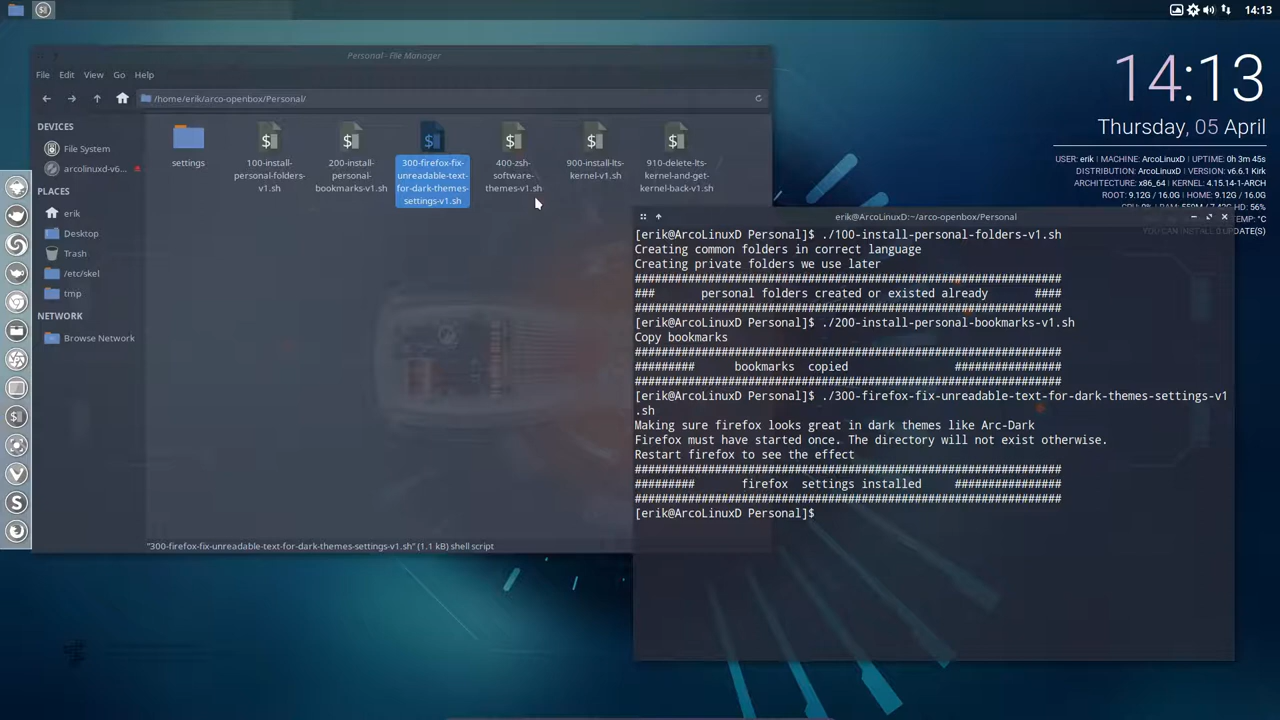 14:13
Personal - File Manager
File Edit View Go Help
/home/erik/arco-openbox/Personal/
DEVICES
File System
arcolinuxd-v6...
PLACES
erik
Desktop
Trash
/etc/skel
tmp
NETWORK
Browse Network
settings
100-install-
personal-folders-
v1.sh
200-install-
personal-
bookmarks-v1.sh
300-firefox-fix-
unreadable-text-
for-dark-themes-
settings-v1.sh
400-zsh-
software-
themes-v1.sh
900-install-lts-
kernel-v1.sh
910-delete-lts-
kernel-and-get-
kernel-back-v1.sh
"300-firefox-fix-unreadable-text-for-dark-themes-settings-v1.sh" (1.1 kB) shell script
14:13
Thursday, 05 April
USER: erik | MACHINE: ArcoLinuxD | UPTIME: 0h 3m 45s
DISTRIBUTION: ArcoLinuxD | VERSION: v6.6.1 Kirk
ARCHITECTURE: x86_64 | KERNEL: 4.15.14-1-ARCH
ROOT: 9.12G / 16.0G | HOME: 9.12G / 16.0G
erik@ArcoLinuxD:~/arco-openbox/Personal
[erik@ArcoLinuxD Personal]$ ./100-install-personal-folders-v1.sh
Creating common folders in correct language
Creating private folders we use later
################################################################
### personal folders created or existed already ####
################################################################
[erik@ArcoLinuxD Personal]$ ./200-install-personal-bookmarks-v1.sh
Copy bookmarks
################################################################
######### bookmarks copied ################
################################################################
[erik@ArcoLinuxD Personal]$ ./300-firefox-fix-unreadable-text-for-dark-themes-settings-v1
.sh
Making sure firefox looks great in dark themes like Arc-Dark
Firefox must have started once. The directory will not exist otherwise.
Restart firefox to see the effect
################################################################
######### firefox settings installed ################
################################################################
[erik@ArcoLinuxD Personal]$